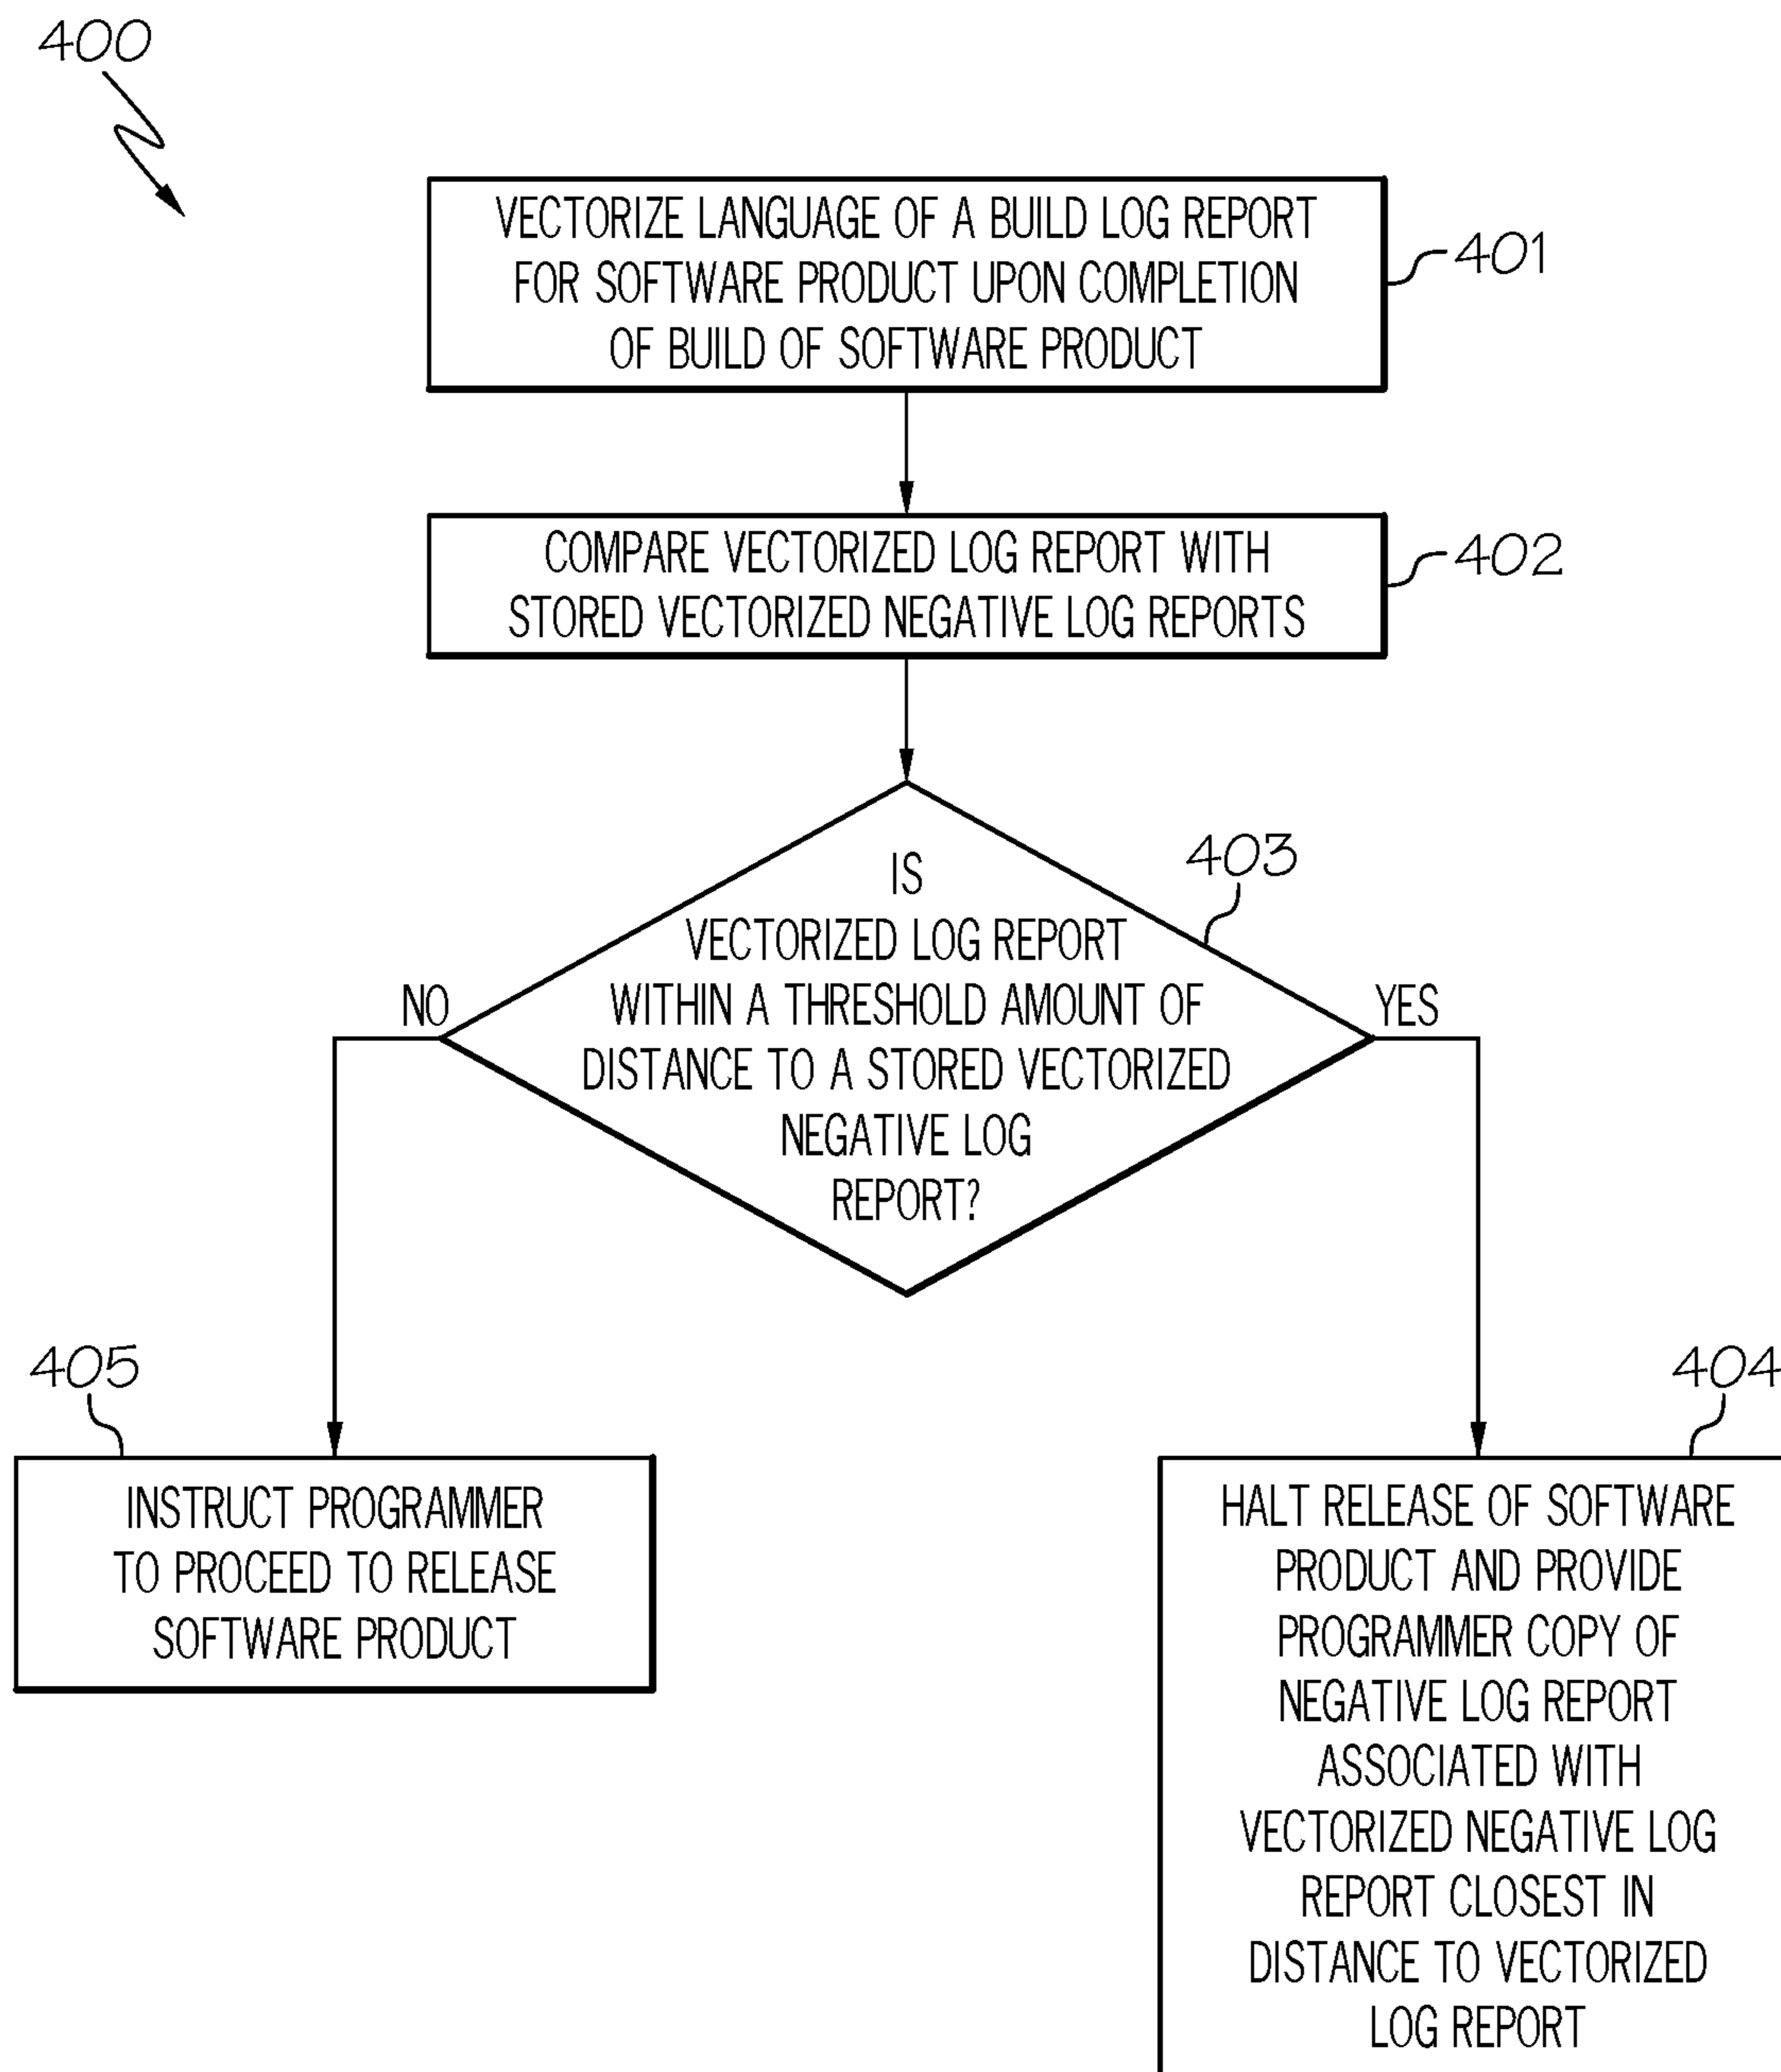 400
VECTORIZE LANGUAGE OF A BUILD LOG REPORT
FOR SOFTWARE PRODUCT UPON COMPLETION
OF BUILD OF SOFTWARE PRODUCT
401
COMPARE VECTORIZED LOG REPORT WITH
STORED VECTORIZED NEGATIVE LOG REPORTS
402
403
IS
VECTORIZED LOG REPORT
WITHIN A THRESHOLD AMOUNT OF
DISTANCE TO A STORED VECTORIZED
NEGATIVE LOG
REPORT?
NO
YES
405
INSTRUCT PROGRAMMER
TO PROCEED TO RELEASE
SOFTWARE PRODUCT
404
HALT RELEASE OF SOFTWARE
PRODUCT AND PROVIDE
PROGRAMMER COPY OF
NEGATIVE LOG REPORT
ASSOCIATED WITH
VECTORIZED NEGATIVE LOG
REPORT CLOSEST IN
DISTANCE TO VECTORIZED
LOG REPORT